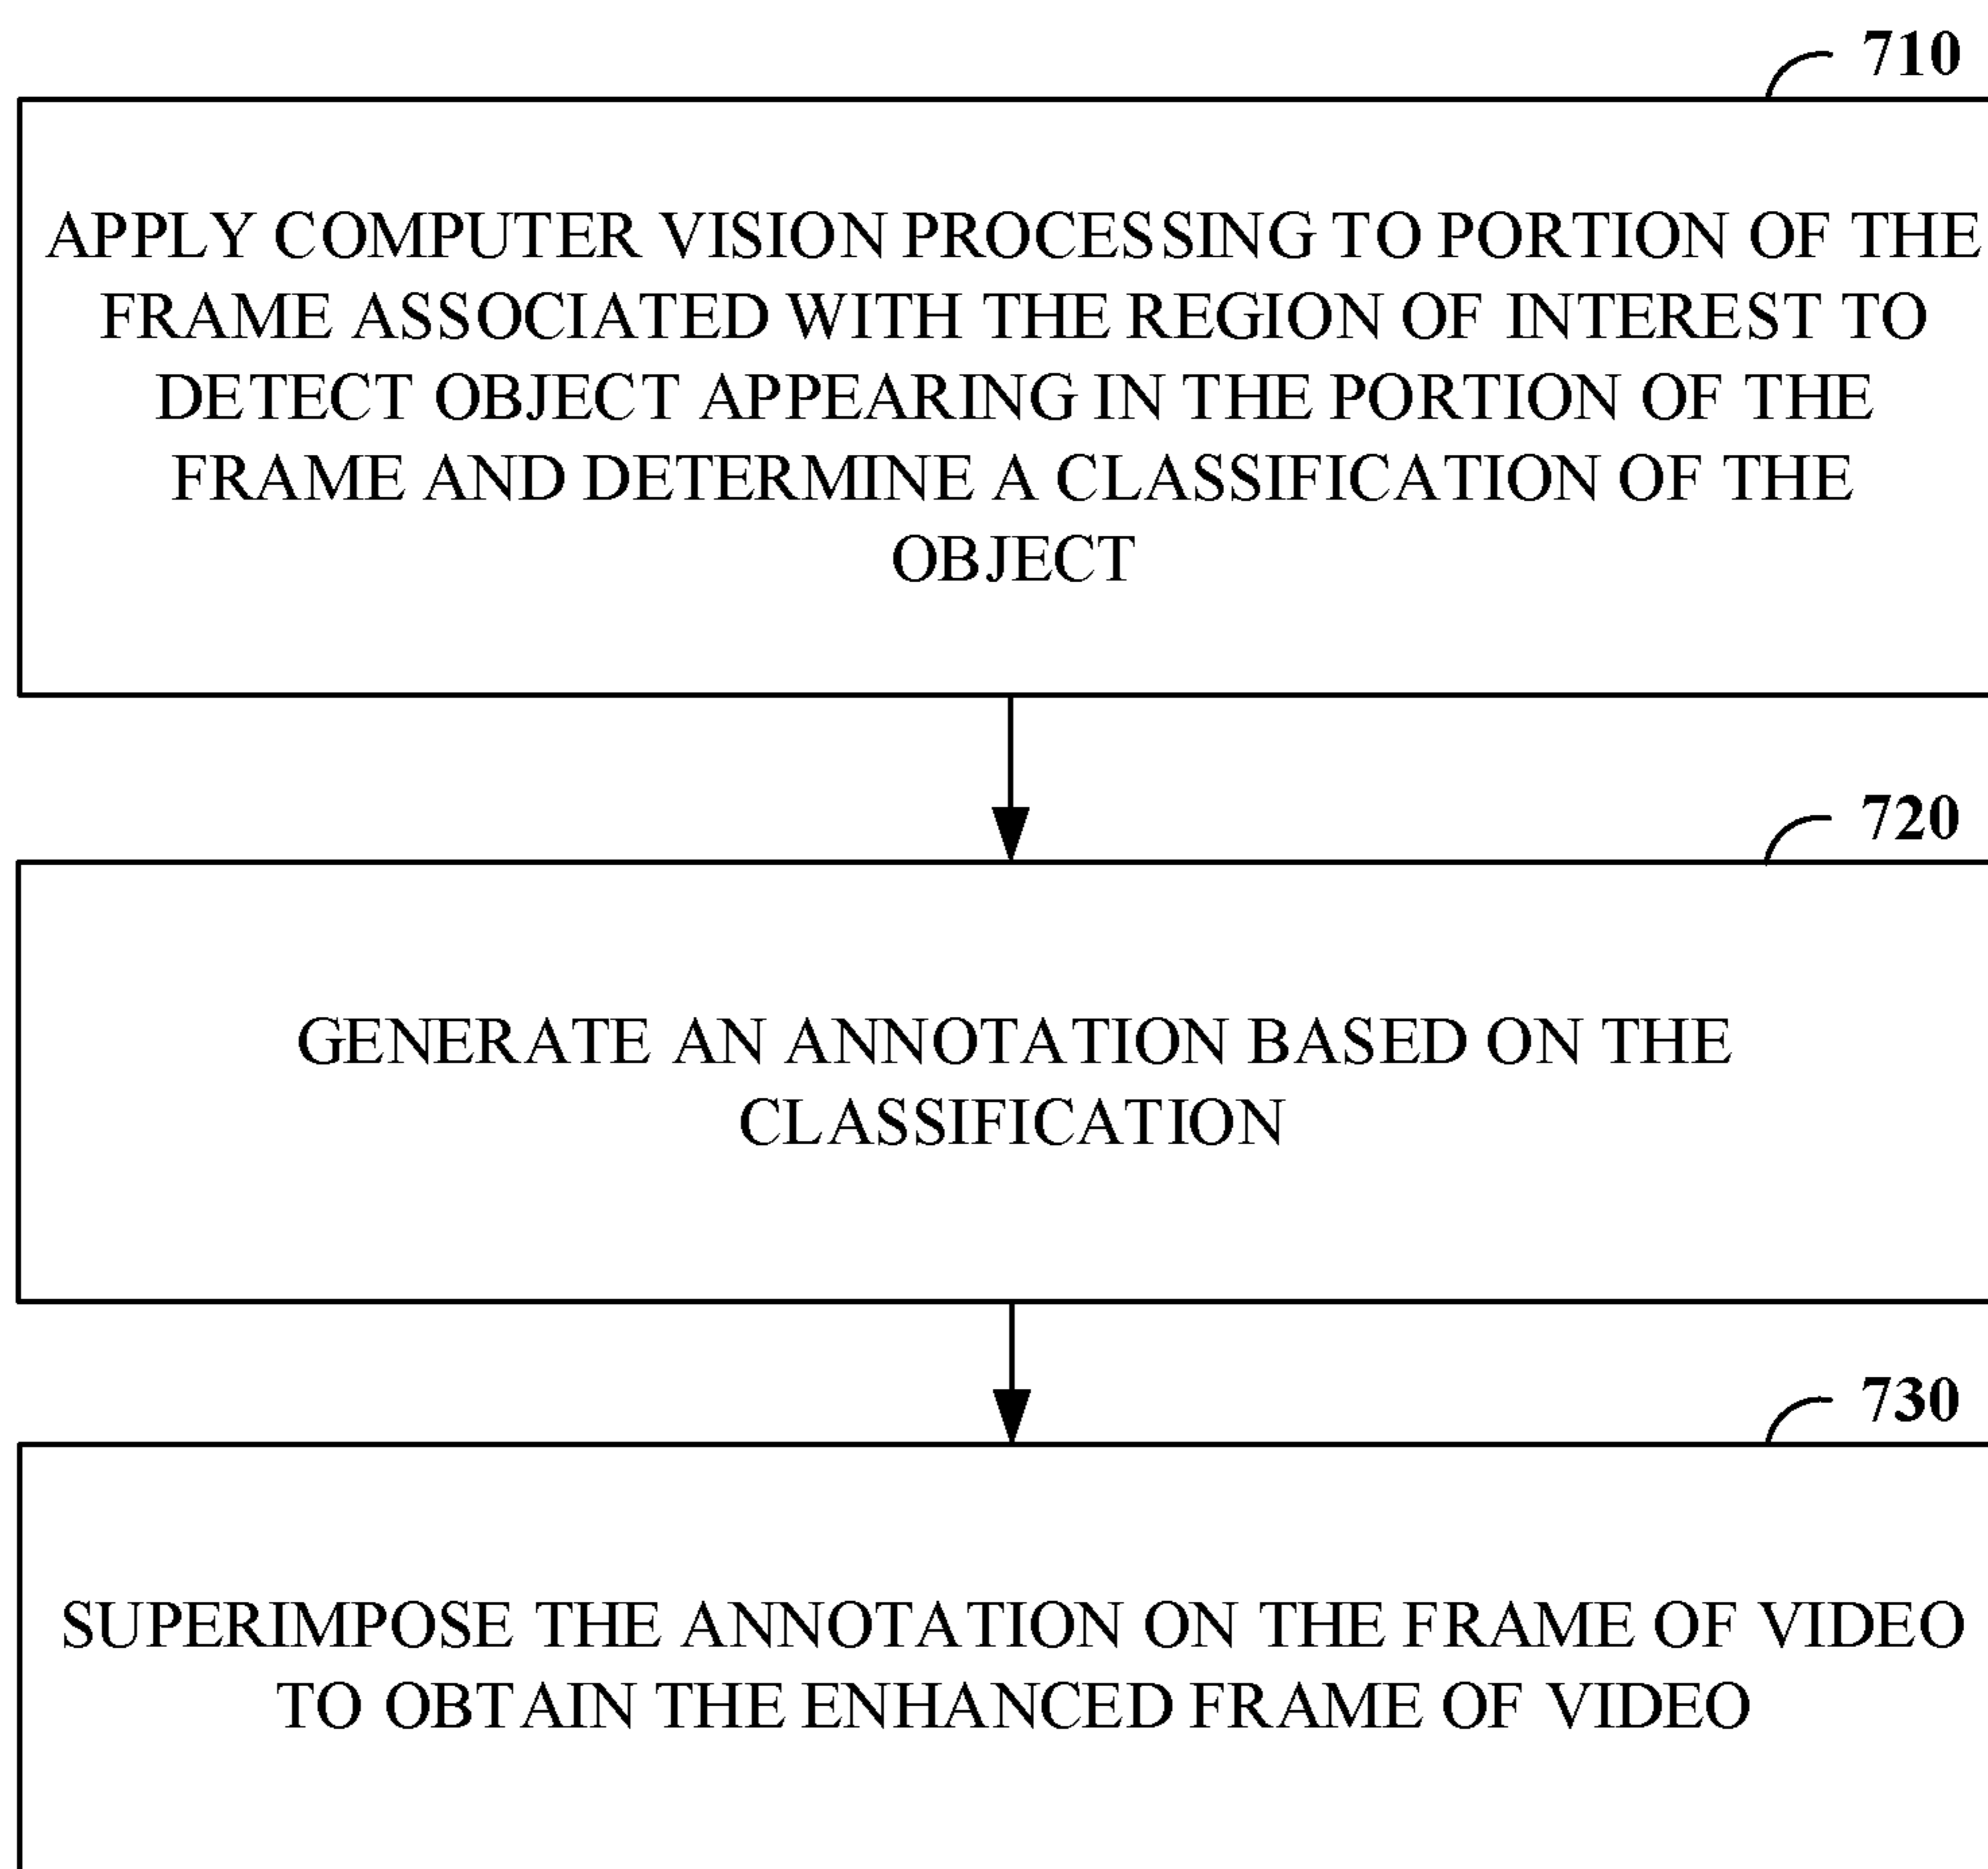 710
APPLY COMPUTER VISION PROCESSING TO PORTION OF THE
FRAME ASSOCIATED WITH THE REGION OF INTEREST TO
DETECT OBJECT APPEARING IN THE PORTION OF THE
FRAME AND DETERMINE A CLASSIFICATION OF THE
OBJECT
720
GENERATE AN ANNOTATION BASED ON THE
CLASSIFICATION
730
SUPERIMPOSE THE ANNOTATION ON THE FRAME OF VIDEO
TO OBTAIN THE ENHANCED FRAME OF VIDEO